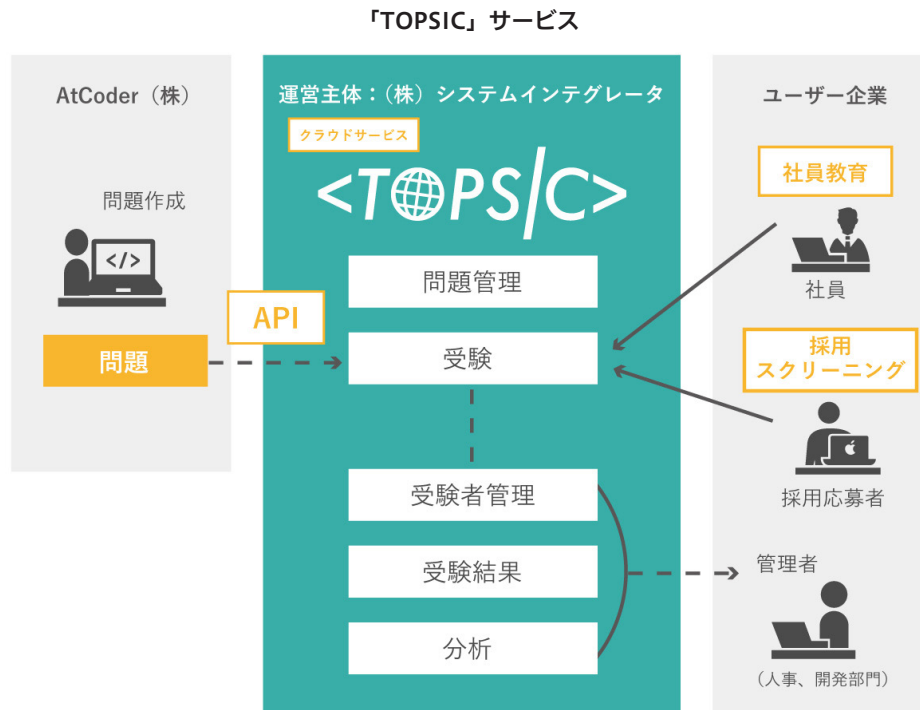 「TOPSIC」サービス
AtCoder（株）
問題作成
</>
問題
API
運営主体：（株）システムインテグレータ
クラウドサービス
<TOPSIC>
問題管理
受験
受験者管理
受験結果
分析
ユーザー企業
社員教育
社員
採用
スクリーニング
採用応募者
管理者
（人事、開発部門）